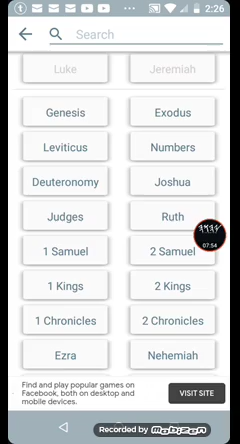 2:26
Search
Luke Jeremiah
Genesis Exodus
Leviticus Numbers
Deuteronomy Joshua
Judges Ruth
1 Samuel 2 Samuel
07:54
1 Kings 2 Kings
1 Chronicles 2 Chronicles
Ezra Nehemiah
Find and play popular games on
Facebook, both on desktop and
mobile devices.
VISIT SITE
Recorded by Mobizen